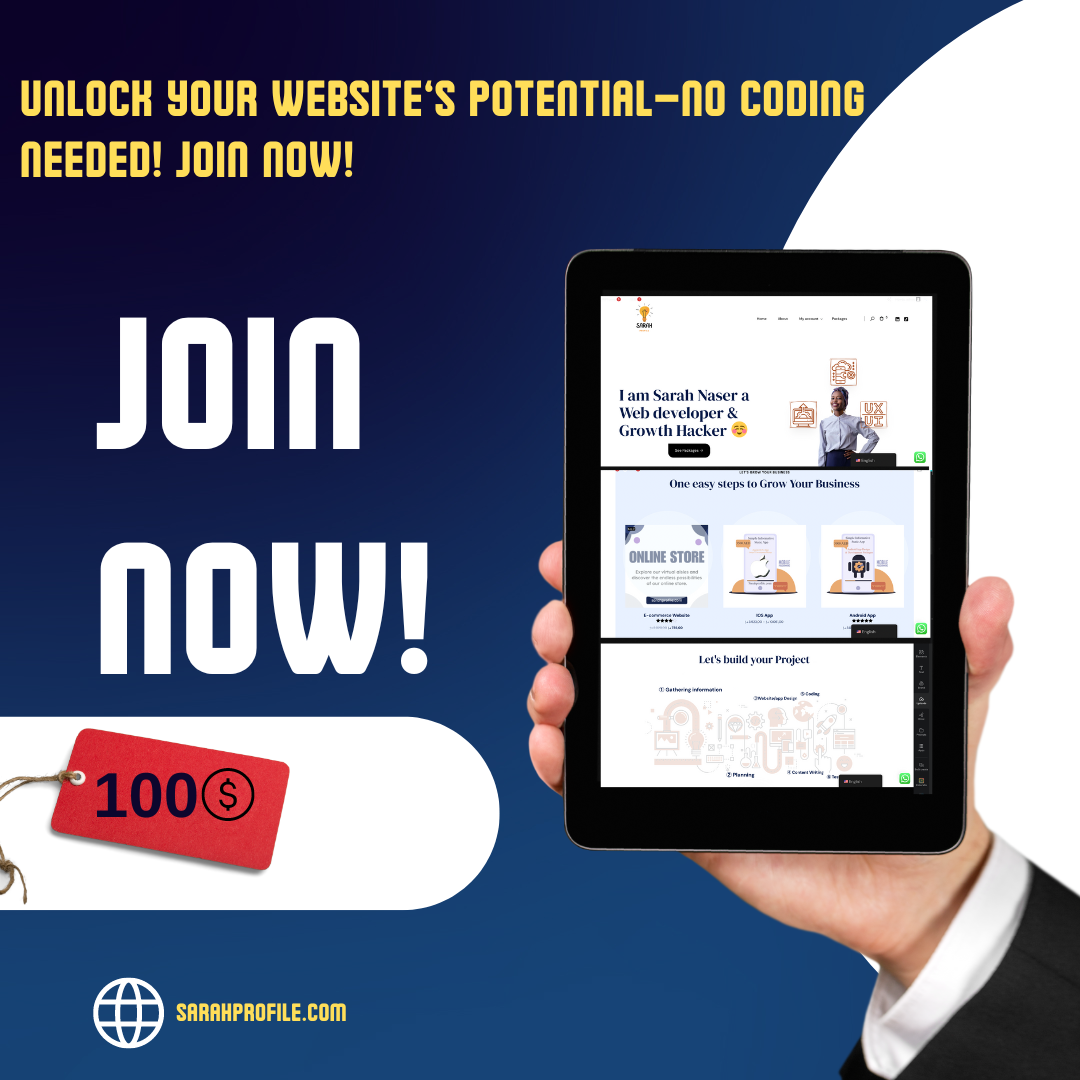 UNLOCK YOUR WEBSITE'S POTENTIAL—NO CODING
NEEDED! JOIN NOW!
JOIN
NOW!
100$
SARAHPROFILE.COM
SARAH
Home About My account Packages
I am Sarah Naser a
Web developer &
Growth Hacker
See Packages →
UX
UI
English
LET'S GROW YOUR BUSINESS
One easy steps to Grow Your Business
ONLINE STORE
Explore our virtual aisles and
discover the endless possibilities
of our online store.
E-commerce Website
IOS App
Android App
English
Let's build your Project
① Gathering information
③Website/app Design
⑤ Coding
② Planning
④ Content Writing
English